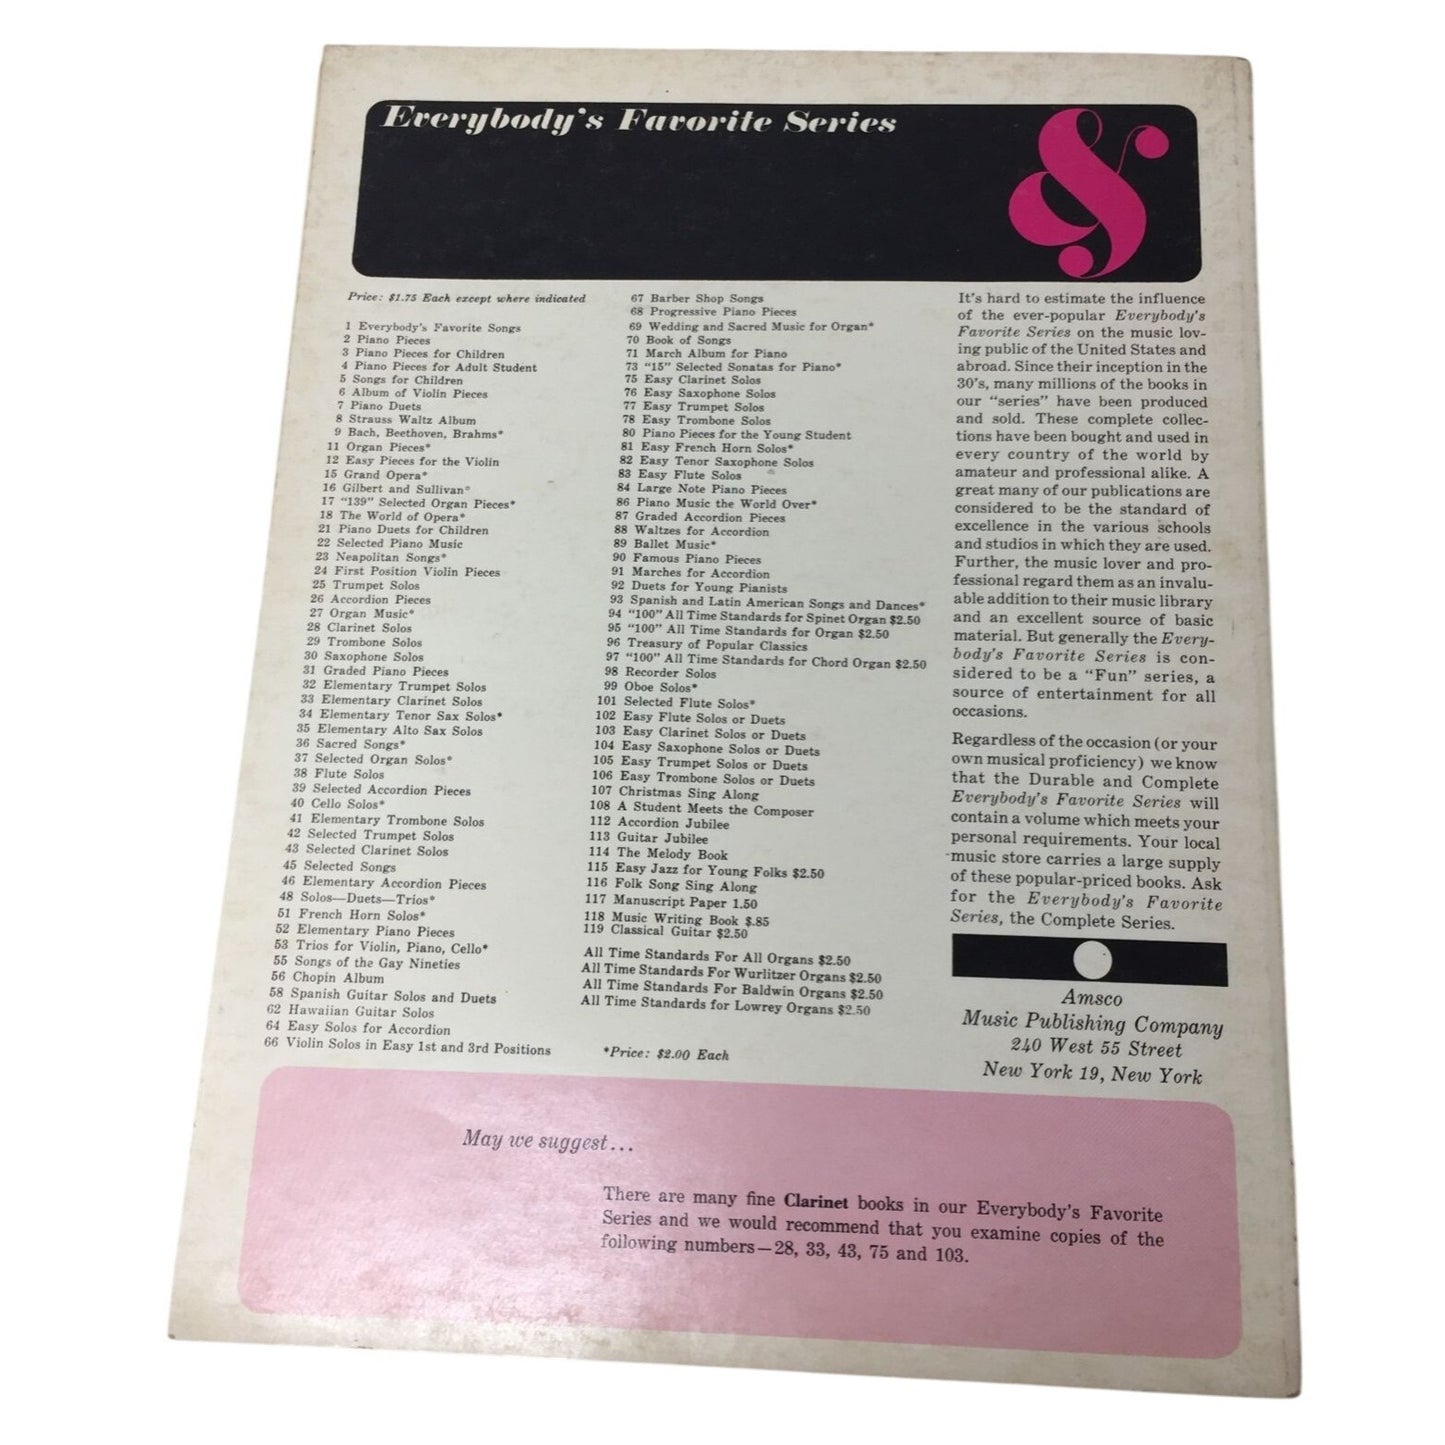 Everybody's Favorite Series
Price: $1.75 Each except where indicated
1 Everybody's Favorite Songs
2 Piano Pieces
3 Piano Pieces for Children
4 Piano Pieces for Adult Student
5 Songs for Children
6 Album of Violin Pieces
7 Piano Duets
8 Strauss Waltz Album
9 Bach, Beethoven, Brahms*
11 Organ Pieces*
12 Easy Pieces for the Violin
15 Grand Opera*
16 Gilbert and Sullivan*
17 "139" Selected Organ Pieces*
18 The World of Opera*
21 Piano Duets for Children
22 Selected Piano Music
23 Neapolitan Songs*
24 First Position Violin Pieces
25 Trumpet Solos
26 Accordion Pieces
27 Organ Music*
28 Clarinet Solos
29 Trombone Solos
30 Saxophone Solos
31 Graded Piano Pieces
32 Elementary Trumpet Solos
33 Elementary Clarinet Solos
34 Elementary Tenor Sax Solos*
35 Elementary Alto Sax Solos
36 Sacred Songs*
37 Selected Organ Solos*
38 Flute Solos
39 Selected Accordion Pieces
40 Cello Solos*
41 Elementary Trombone Solos
42 Selected Trumpet Solos
43 Selected Clarinet Solos
45 Selected Songs
46 Elementary Accordion Pieces
48 Solos—Duets—Trios*
51 French Horn Solos*
52 Elementary Piano Pieces
53 Trios for Violin, Piano, Cello*
55 Songs of the Gay Nineties
56 Chopin Album
58 Spanish Guitar Solos and Duets
62 Hawaiian Guitar Solos
64 Easy Solos for Accordion
66 Violin Solos in Easy 1st and 3rd Positions
67 Barber Shop Songs
68 Progressive Piano Pieces
69 Wedding and Sacred Music for Organ*
70 Book of Songs
71 March Album for Piano
73 "15" Selected Sonatas for Piano*
75 Easy Clarinet Solos
76 Easy Saxophone Solos
77 Easy Trumpet Solos
78 Easy Trombone Solos
80 Piano Pieces for the Young Student
81 Easy French Horn Solos*
82 Easy Tenor Saxophone Solos
83 Easy Flute Solos
84 Large Note Piano Pieces
86 Piano Music the World Over*
87 Graded Accordion Pieces
88 Waltzes for Accordion
89 Ballet Music*
90 Famous Piano Pieces
91 Marches for Accordion
92 Duets for Young Pianists
93 Spanish and Latin American Songs and Dances*
94 "100" All Time Standards for Spinet Organ $2.50
95 "100" All Time Standards for Organ $2.50
96 Treasury of Popular Classics
97 "100" All Time Standards for Chord Organ $2.50
98 Recorder Solos
99 Oboe Solos*
101 Selected Flute Solos*
102 Easy Flute Solos or Duets
103 Easy Clarinet Solos or Duets
104 Easy Saxophone Solos or Duets
105 Easy Trumpet Solos or Duets
106 Easy Trombone Solos or Duets
107 Christmas Sing Along
108 A Student Meets the Composer
112 Accordion Jubilee
113 Guitar Jubilee
114 The Melody Book
115 Easy Jazz for Young Folks $2.50
116 Folk Song Sing Along
117 Manuscript Paper 1.50
118 Music Writing Book $.85
119 Classical Guitar $2.50
All Time Standards For All Organs $2.50
All Time Standards For Wurlitzer Organs $2.50
All Time Standards For Baldwin Organs $2.50
All Time Standards for Lowrey Organs $2.50
*Price: $2.00 Each
It's hard to estimate the influence
of the ever-popular Everybody's
Favorite Series on the music lov-
ing public of the United States and
abroad. Since their inception in the
30's, many millions of the books in
our "series" have been produced
and sold. These complete collec-
tions have been bought and used in
every country of the world by
amateur and professional alike. A
great many of our publications are
considered to be the standard of
excellence in the various schools
and studios in which they are used.
Further, the music lover and pro-
fessional regard them as an invalu-
able addition to their music library
and an excellent source of basic
material. But generally the Every-
body's Favorite Series is con-
sidered to be a "Fun" series, a
source of entertainment for all
occasions.
Regardless of the occasion (or your
own musical proficiency) we know
that the Durable and Complete
Everybody's Favorite Series will
contain a volume which meets your
personal requirements. Your local
music store carries a large supply
of these popular-priced books. Ask
for the Everybody's Favorite
Series, the Complete Series.
Amsco
Music Publishing Company
240 West 55 Street
New York 19, New York
May we suggest...
There are many fine Clarinet books in our Everybody's Favorite
Series and we would recommend that you examine copies of the
following numbers—28, 33, 43, 75 and 103.